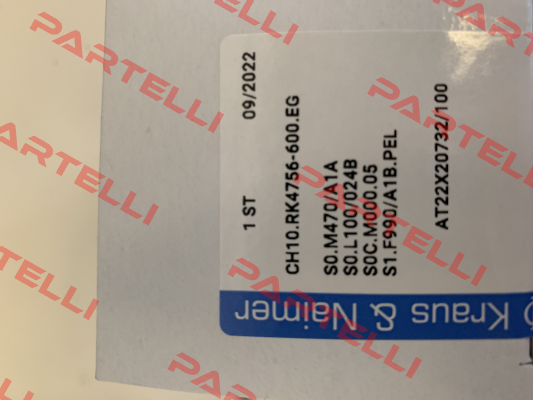 1 ST 09/2022
CH10.RK4756-600.EG
S0.M470/A1A
S0.L100/024B
S0C.M000.05
S1.F990/A1B.PEL
AT22X20732/100
Kraus & Naimer
PARTELLI
PARTELLI
PARTELLI
PARTELLI
PARTELLI
PARTELLI
PARTELLI